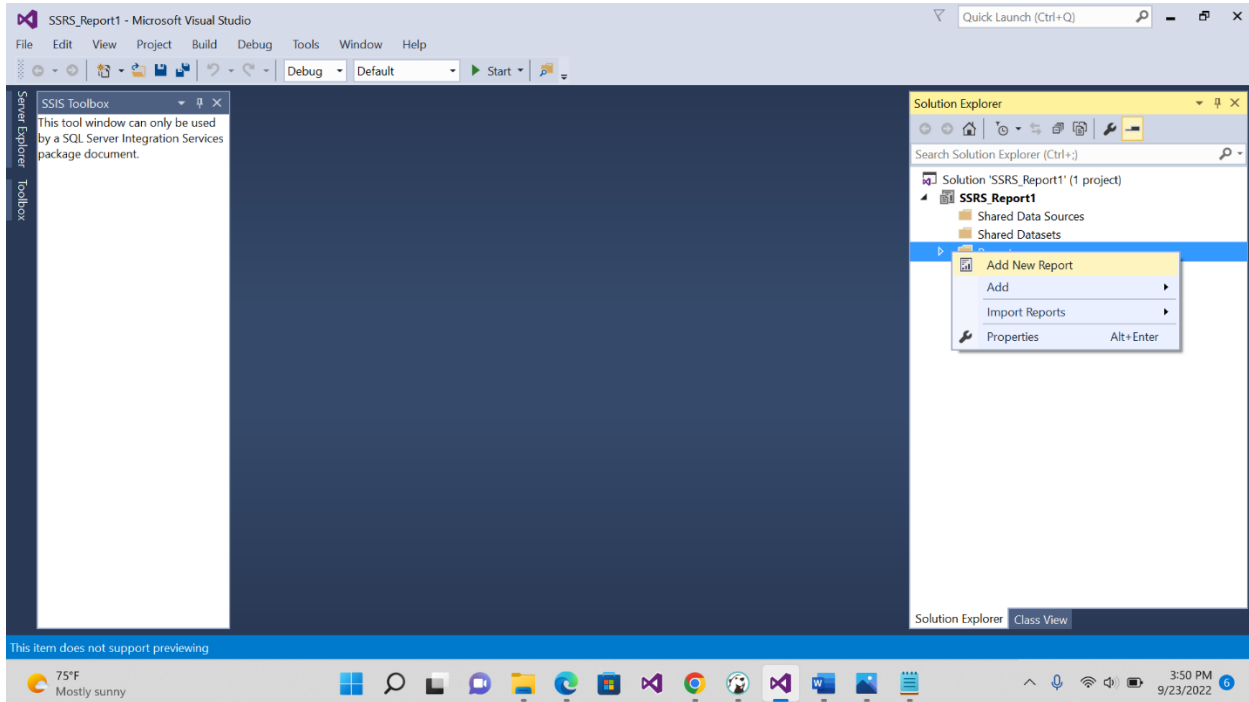 SSRS_Report1 - Microsoft Visual Studio
Quick Launch (Ctrl+Q)
File Edit View Project Build Debug Tools Window Help
Debug Default Start
Server Explorer
Toolbox
SSIS Toolbox
This tool window can only be used
by a SQL Server Integration Services
package document.
Solution Explorer
Search Solution Explorer (Ctrl+;)
Solution 'SSRS_Report1' (1 project)
SSRS_Report1
Shared Data Sources
Shared Datasets
Add New Report
Add
Import Reports
Properties Alt+Enter
Solution Explorer Class View
This item does not support previewing
75°F
Mostly sunny
3:50 PM
9/23/2022
6